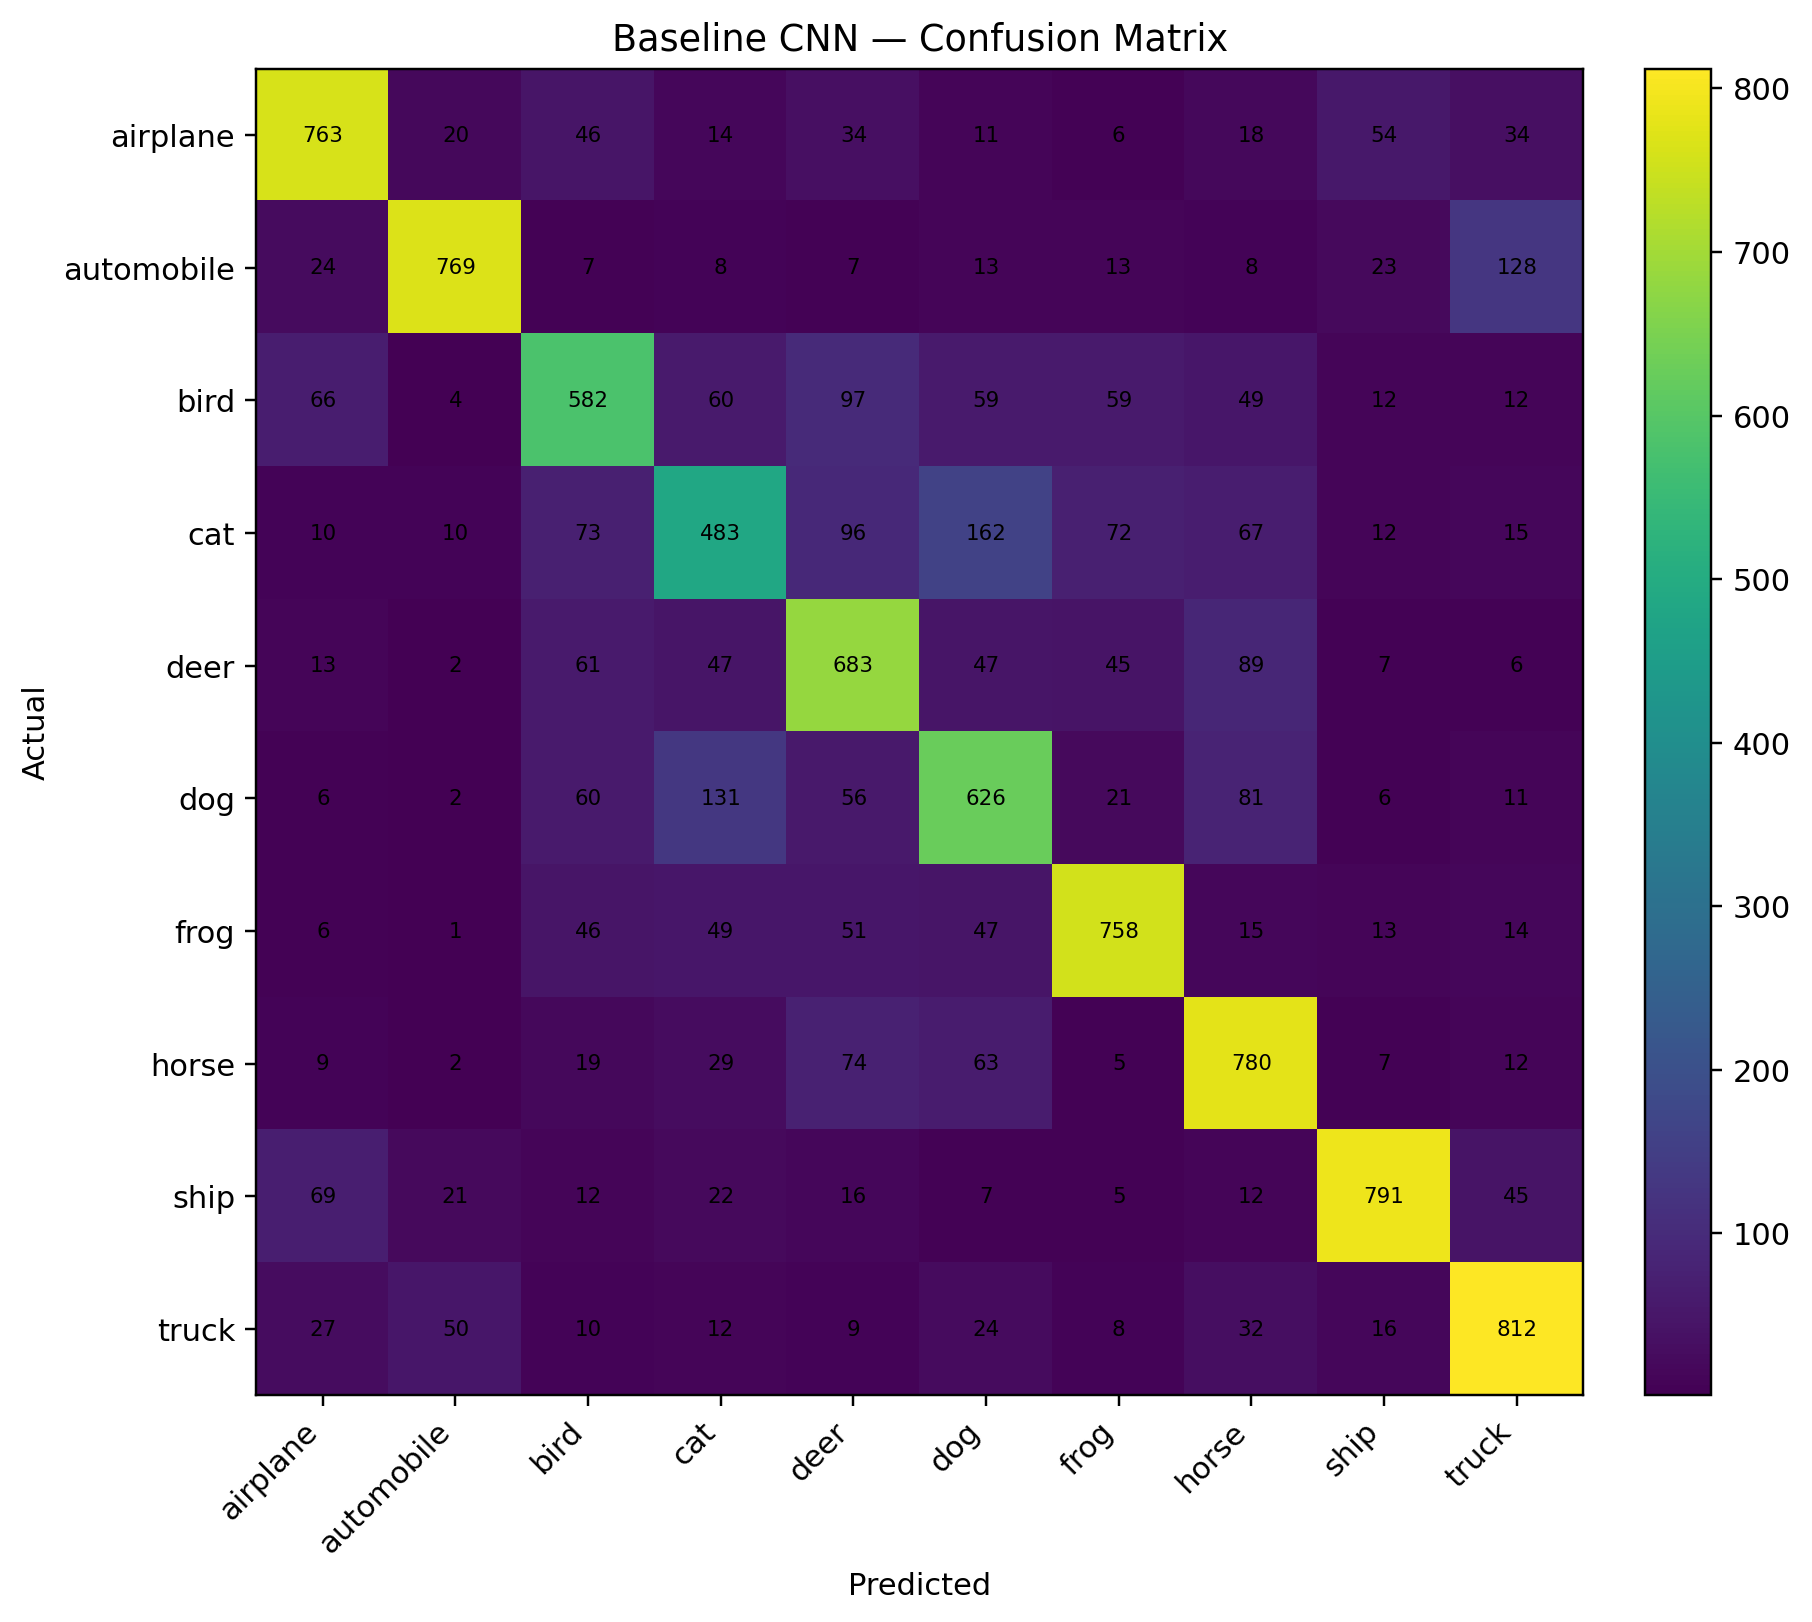 Baseline CNN — Confusion Matrix
airplane 763 20 46 14 34 11 6 18 54 34
automobile 24 769 7 8 7 13 13 8 23 128
bird 66 4 582 60 97 59 59 49 12 12
cat 10 10 73 483 96 162 72 67 12 15
deer 13 2 61 47 683 47 45 89 7 6
dog 6 2 60 131 56 626 21 81 6 11
frog 6 1 46 49 51 47 758 15 13 14
horse 9 2 19 29 74 63 5 780 7 12
ship 69 21 12 22 16 7 5 12 791 45
truck 27 50 10 12 9 24 8 32 16 812
airplane automobile bird cat deer dog frog horse ship truck
Predicted
Actual
800
700
600
500
400
300
200
100